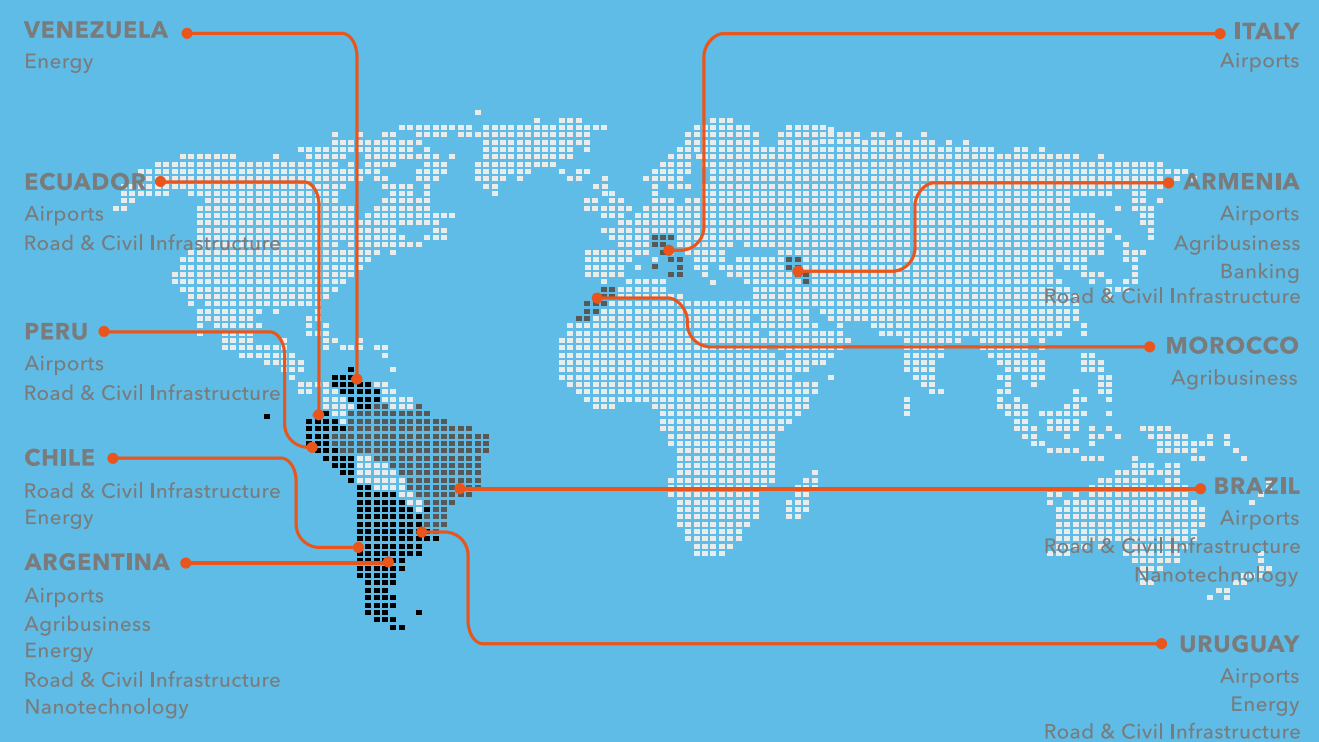 VENEZUELA
Energy
ECUADOR
Airports
Road & Civil Infrastructure
PERU
Airports
Road & Civil Infrastructure
CHILE
Road & Civil Infrastructure
Energy
ARGENTINA
Airports
Agribusiness
Energy
Road & Civil Infrastructure
Nanotechnology
ITALY
Airports
ARMENIA
Airports
Agribusiness
Banking
Road & Civil Infrastructure
MOROCCO
Agribusiness
BRAZIL
Airports
Road & Civil Infrastructure
Nanotechnology
URUGUAY
Airports
Energy
Road & Civil Infrastructure